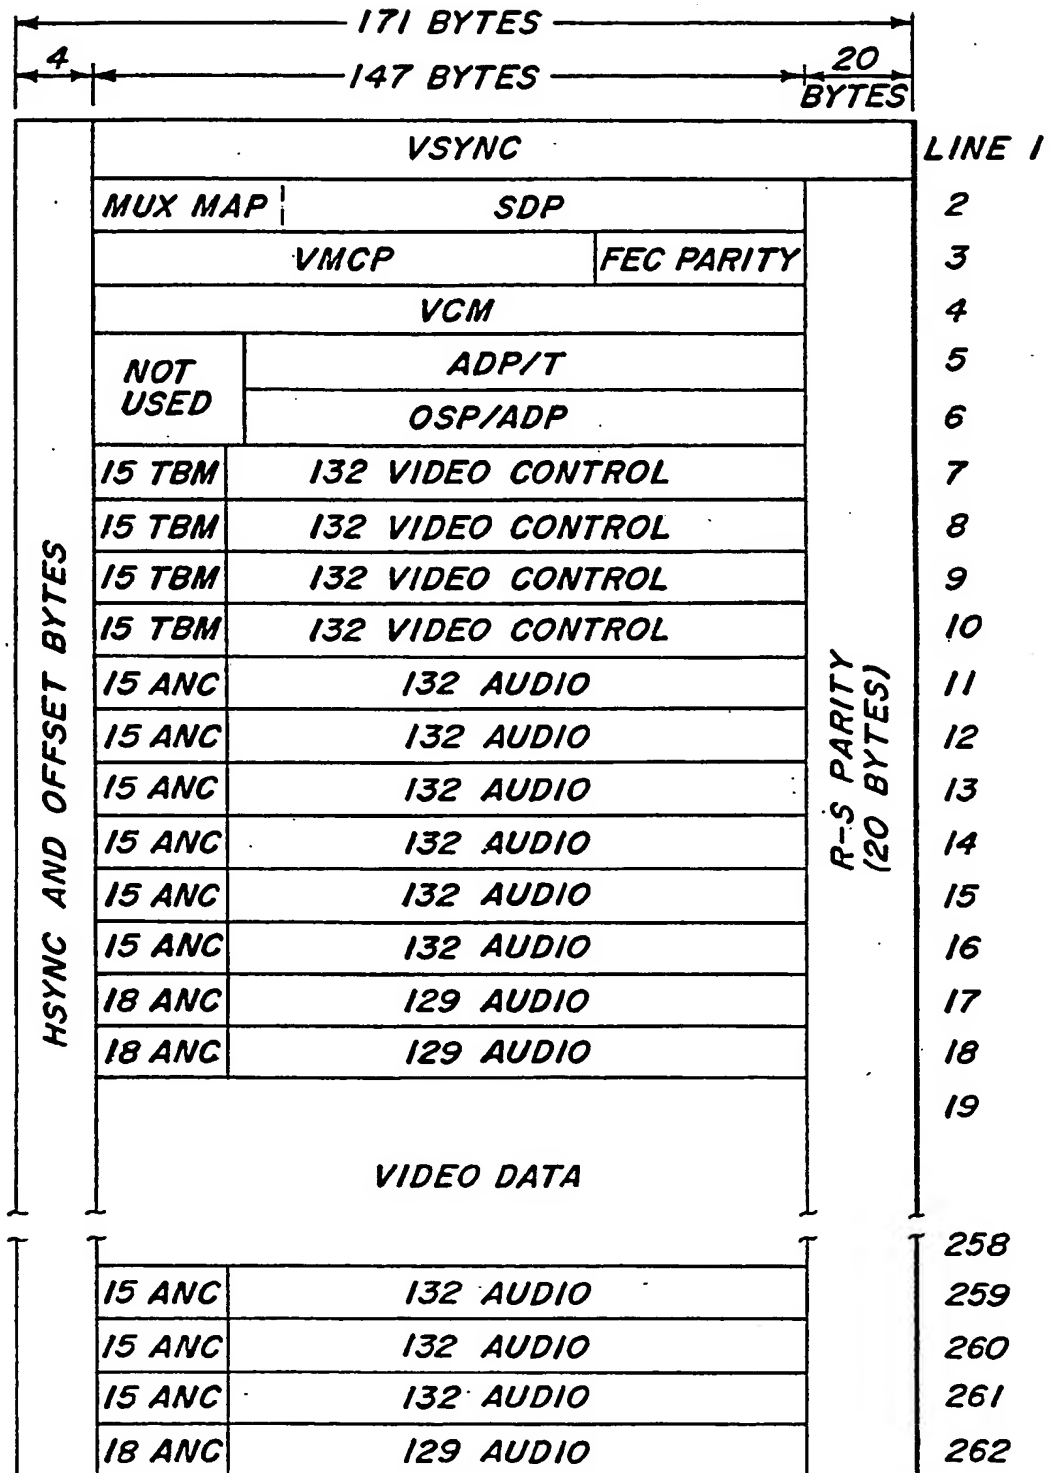 171 BYTES
4
147 BYTES
20
BYTES
VSYNC LINE 1
MUX MAP SDP 2
VMCP FEC PARITY 3
VCM 4
NOT USED
ADP/T 5
OSP/ADP 6
15 TBM 132 VIDEO CONTROL 7
15 TBM 132 VIDEO CONTROL 8
15 TBM 132 VIDEO CONTROL 9
15 TBM 132 VIDEO CONTROL 10
15 ANC 132 AUDIO 11
15 ANC 132 AUDIO 12
15 ANC 132 AUDIO 13
15 ANC 132 AUDIO 14
15 ANC 132 AUDIO 15
15 ANC 132 AUDIO 16
18 ANC 129 AUDIO 17
18 ANC 129 AUDIO 18
19
VIDEO DATA
258
15 ANC 132 AUDIO 259
15 ANC 132 AUDIO 260
15 ANC 132 AUDIO 261
18 ANC 129 AUDIO 262
HSYNC AND OFFSET BYTES
R-S PARITY
(20 BYTES)